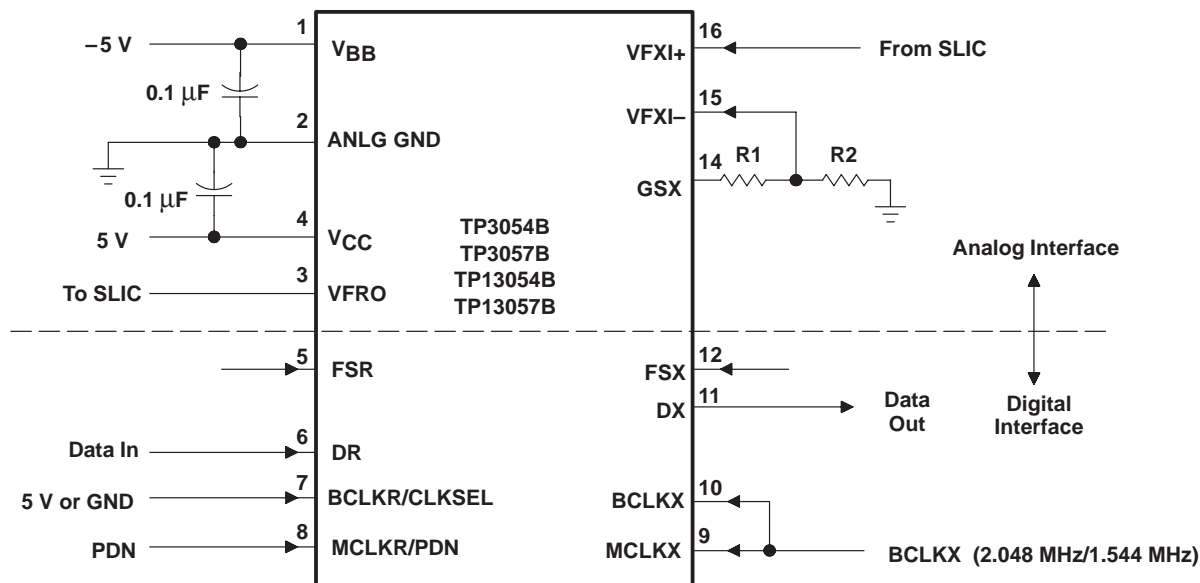 –5 V
1
VBB
0.1 μF
2
ANLG GND
0.1 μF
4
5 V
VCC
3
To SLIC
VFRO
TP3054B
TP3057B
TP13054B
TP13057B
16
VFXI+
From SLIC
15
VFXI–
14
GSX
R1
R2
Analog Interface
5
FSR
12
FSX
11
DX
Data
Out
Digital
Interface
6
Data In
DR
7
5 V or GND
BCLKR/CLKSEL
8
PDN
MCLKR/PDN
10
BCLKX
9
MCLKX
BCLKX (2.048 MHz/1.544 MHz)